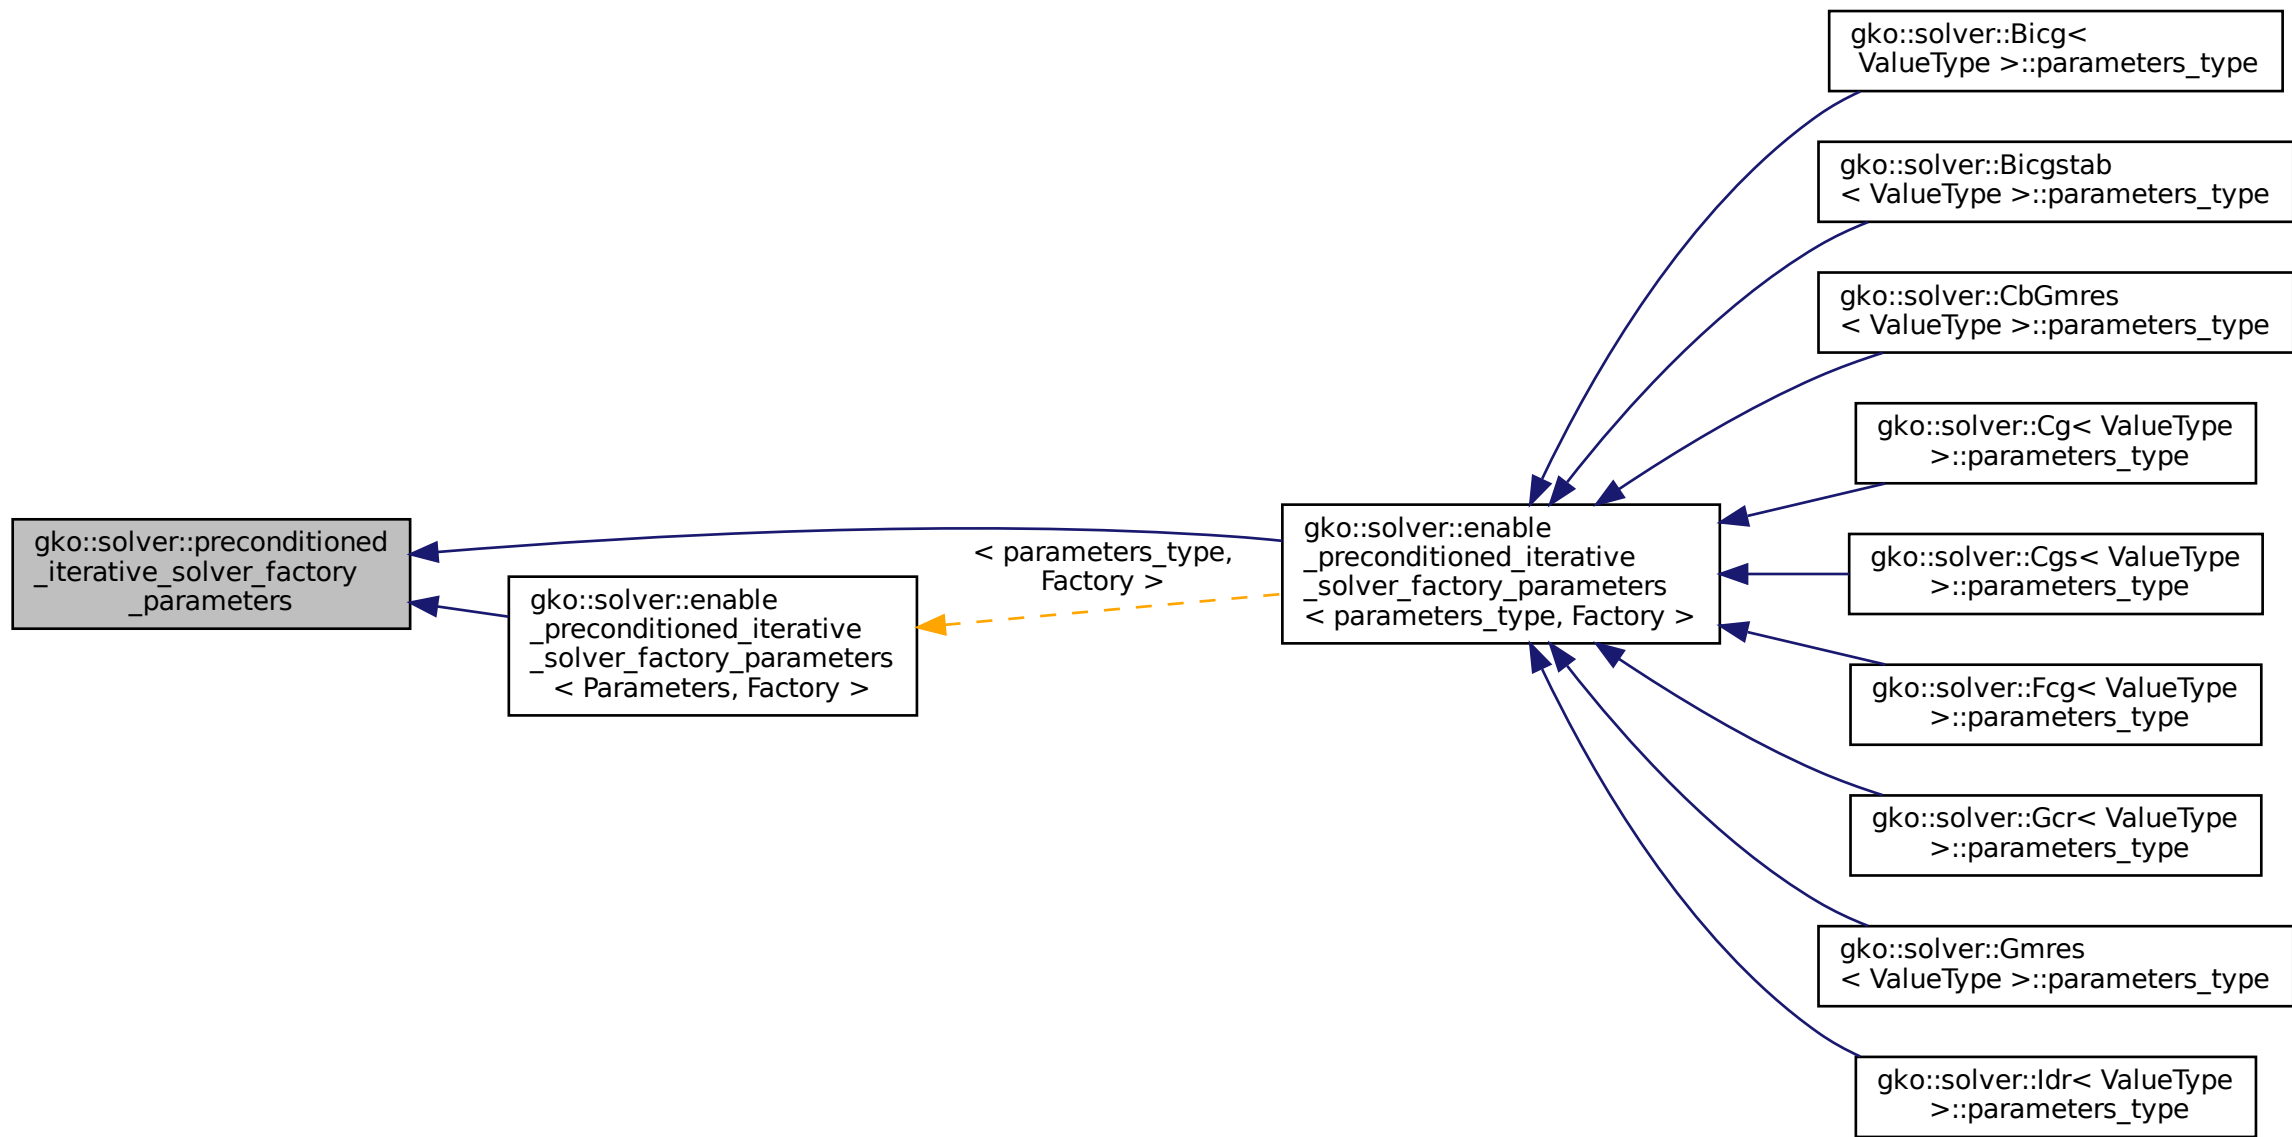 gko::solver::preconditioned
_iterative_solver_factory
_parameters
gko::solver::enable
_preconditioned_iterative
_solver_factory_parameters
< Parameters, Factory >
< parameters_type,
Factory >
gko::solver::enable
_preconditioned_iterative
_solver_factory_parameters
< parameters_type, Factory >
gko::solver::Bicg<
ValueType >::parameters_type
gko::solver::Bicgstab
< ValueType >::parameters_type
gko::solver::CbGmres
< ValueType >::parameters_type
gko::solver::Cg< ValueType
>::parameters_type
gko::solver::Cgs< ValueType
>::parameters_type
gko::solver::Fcg< ValueType
>::parameters_type
gko::solver::Gcr< ValueType
>::parameters_type
gko::solver::Gmres
< ValueType >::parameters_type
gko::solver::Idr< ValueType
>::parameters_type